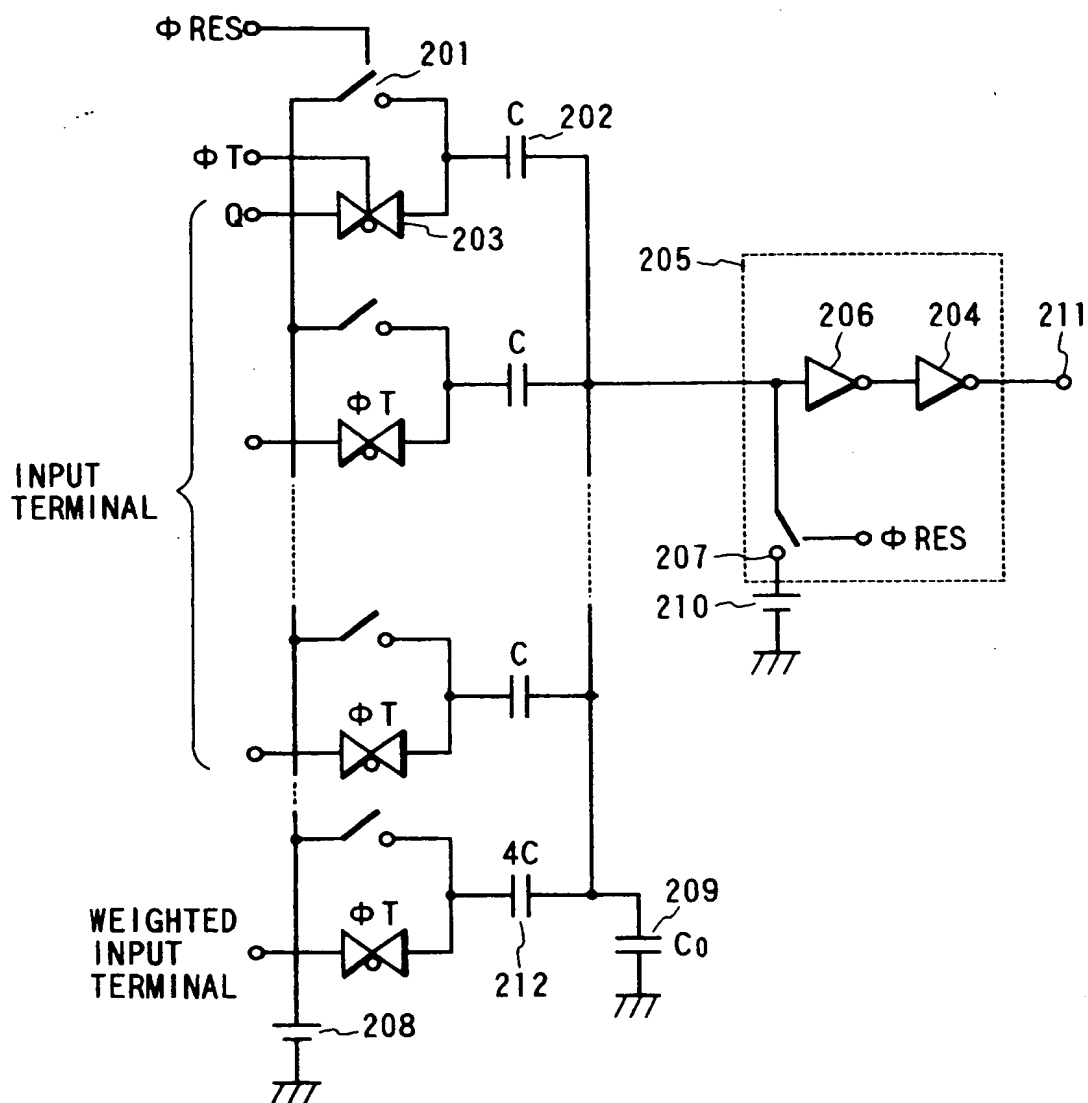 Φ RES
201
C
202
Φ T
Q
203
205
206
204
211
C
Φ T
INPUT
TERMINAL
Φ RES
207
210
C
Φ T
4C
209
WEIGHTED
INPUT
TERMINAL
Φ T
212
C0
208